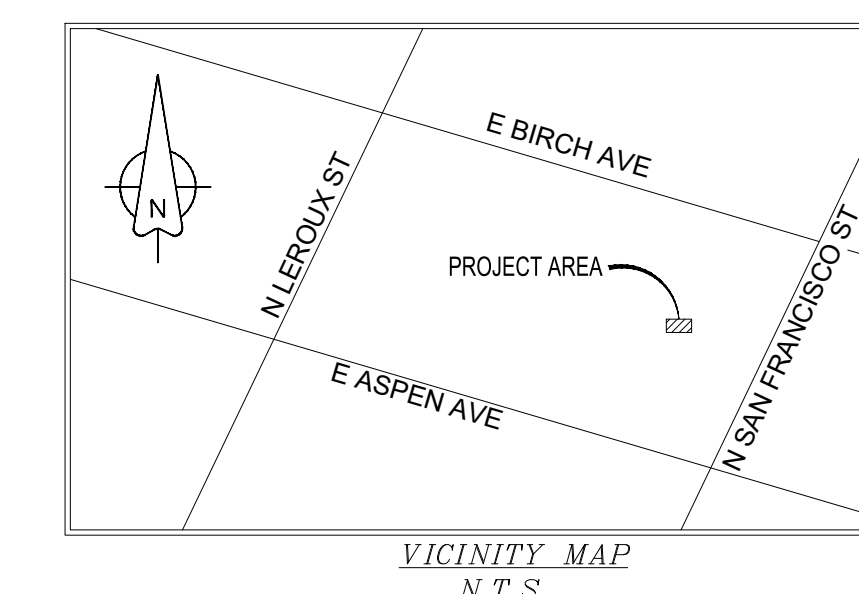 E BIRCH AVE
N LEROUX ST
N
N SAN FRANCISCO ST
PROJECT AREA
E ASPEN AVE
VICINITY MAP
N.T.S.